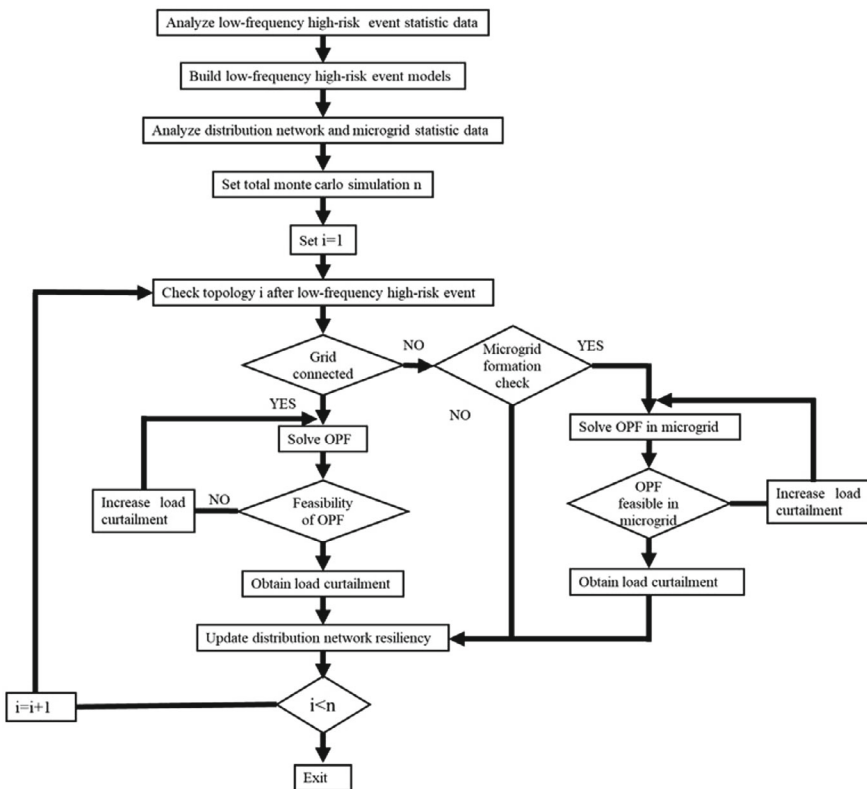 Analyze low-frequency high-risk event statistic data
Build low-frequency high-risk event models
Analyze distribution network and microgrid statistic data
Set total monte carlo simulation n
Set i=1
Check topology i after low-frequency high-risk event
Grid
connected
NO
Microgrid
formation
check
YES
YES
NO
Solve OPF
Solve OPF in microgrid
Increase load
curtailment
NO
Feasibility
of OPF
OPF
feasible in
microgrid
Increase load
curtailment
Obtain load curtailment
Obtain load curtailment
Update distribution network resiliency
i=i+1
i<n
Exit